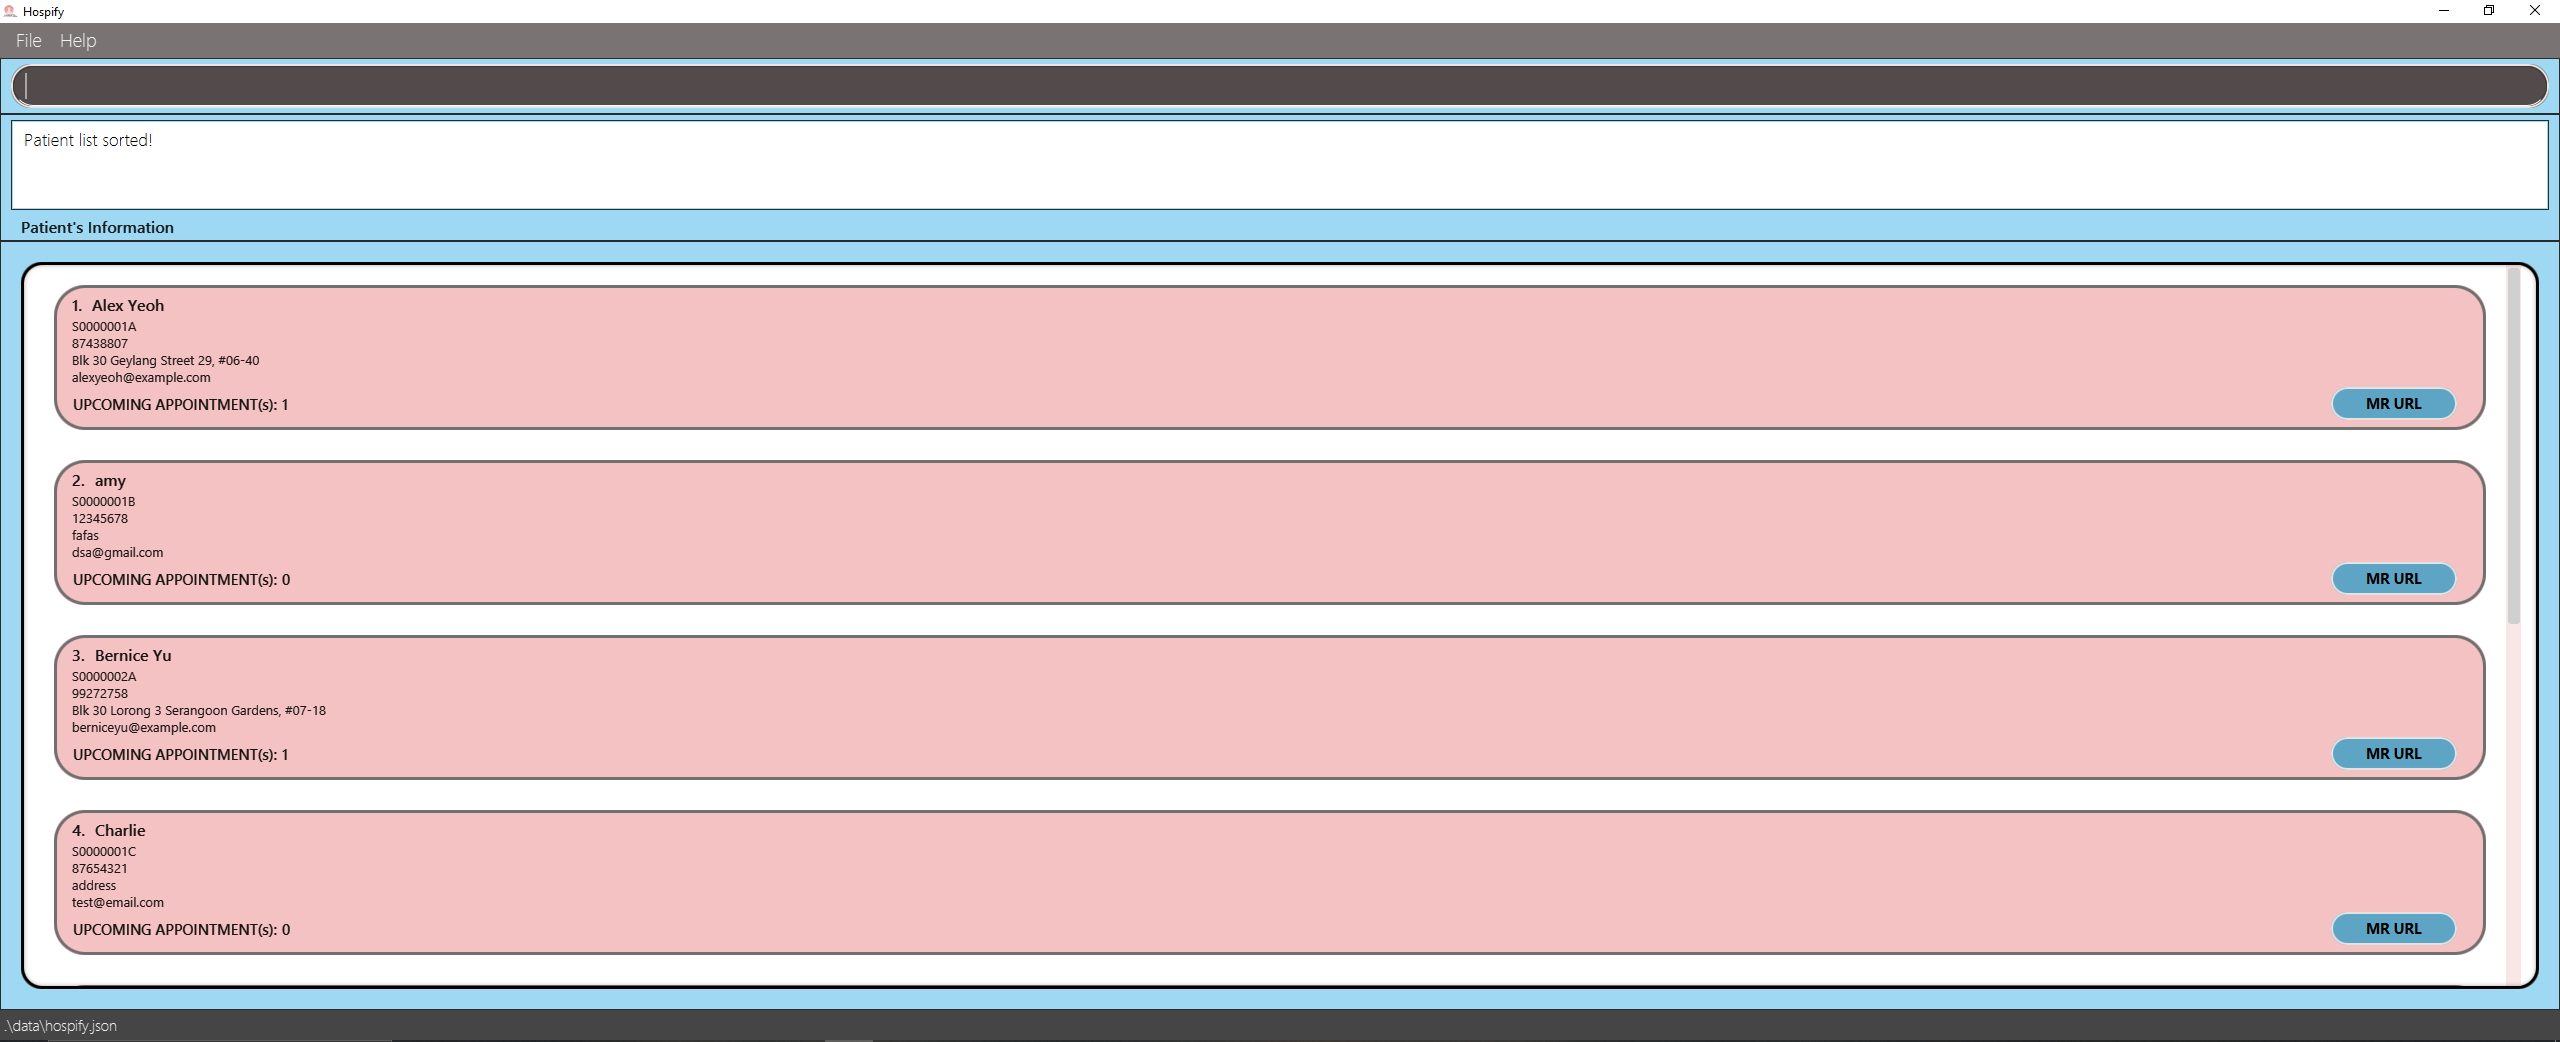 Hospify
File Help
Patient list sorted!
Patient's Information
1. Alex Yeoh
S0000001A
87438807
Blk 30 Geylang Street 29, #06-40
alexyeoh@example.com
UPCOMING APPOINTMENT(s): 1
MR URL
2. amy
S0000001B
12345678
fafas
dsa@gmail.com
UPCOMING APPOINTMENT(s): 0
MR URL
3. Bernice Yu
S0000002A
99272758
Blk 30 Lorong 3 Serangoon Gardens, #07-18
berniceyu@example.com
UPCOMING APPOINTMENT(s): 1
MR URL
4. Charlie
S0000001C
87654321
address
test@email.com
UPCOMING APPOINTMENT(s): 0
MR URL
.\data\hospify.json